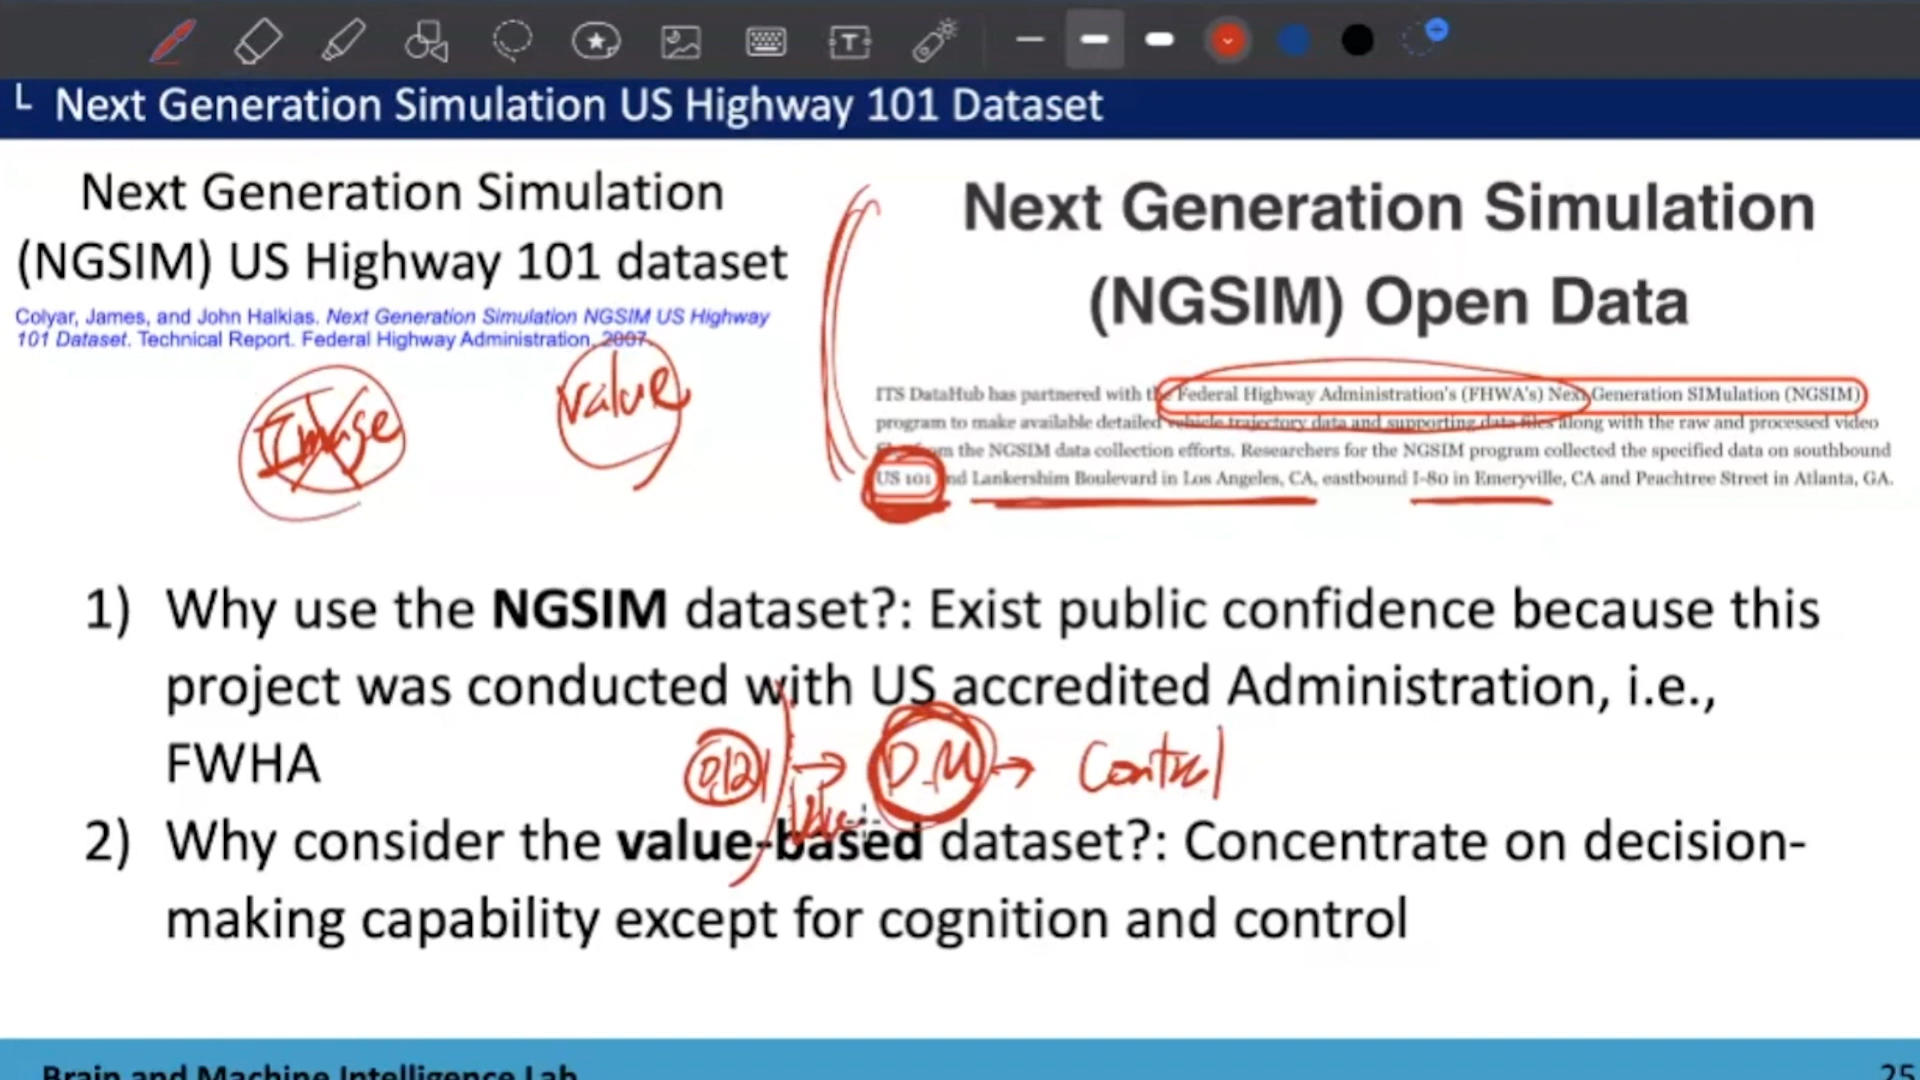 └ Next Generation Simulation US Highway 101 Dataset
Next Generation Simulation
(NGSIM) US Highway 101 dataset
Colyar, James, and John Halkias. Next Generation Simulation NGSIM US Highway
101 Dataset. Technical Report. Federal Highway Administration, 2007.
Image
value
Next Generation Simulation
(NGSIM) Open Data
ITS DataHub has partnered with the Federal Highway Administration's (FHWA's) Next Generation SIMulation (NGSIM)
program to make available detailed vehicle trajectory data and supporting data files along with the raw and processed video
from the NGSIM data collection efforts. Researchers for the NGSIM program collected the specified data on southbound
US 101 and Lankershim Boulevard in Los Angeles, CA, eastbound I-80 in Emeryville, CA and Peachtree Street in Atlanta, GA.
1) Why use the NGSIM dataset?: Exist public confidence because this
project was conducted with US accredited Administration, i.e.,
FWHA
→ D.M → Control
Value
2) Why consider the value-based dataset?: Concentrate on decision-
making capability except for cognition and control
Brain and Machine Intelligence Lab
25